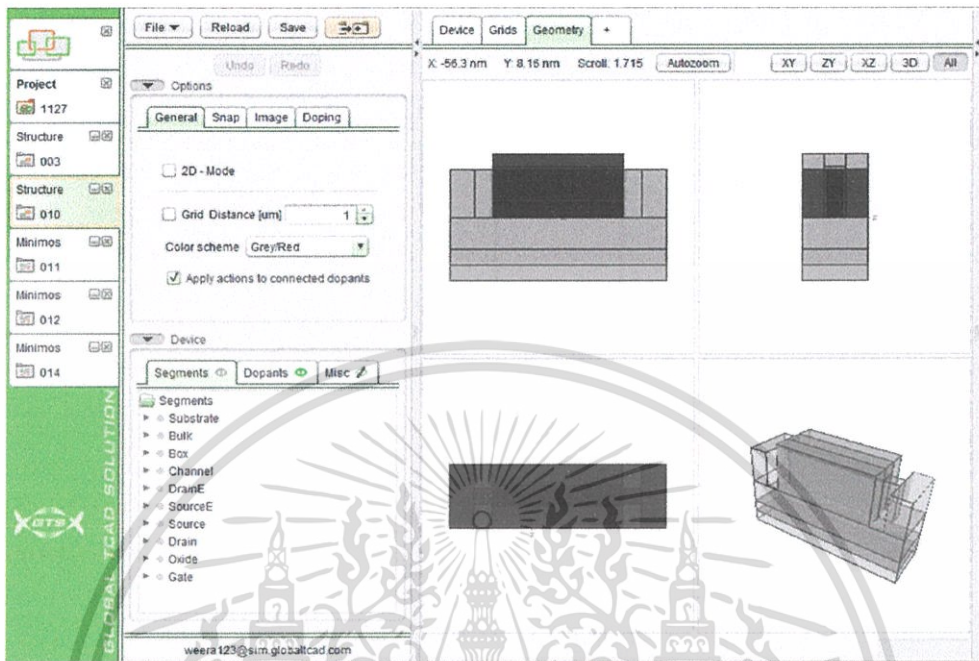 File Reload Save
Undo Redo
Options
General Snap Image Doping
2D - Mode
Grid Distance [um] 1
Color scheme Grey/Red
Apply actions to connected dopants
Device
Segments Dopants Misc
Segments
Substrate
Bulk
Box
Channel
DrainE
SourceE
Source
Drain
Oxide
Gate
weera123@sim.globaltcad.com
Project
1127
Structure
003
Structure
010
Minimos
011
Minimos
012
Minimos
014
GTS
GLOBAL TCAD SOLUTION
Device Grids Geometry +
X: -56.3 nm Y: 8.15 nm Scroll: 1.715 Autozoom XY ZY XZ 3D All